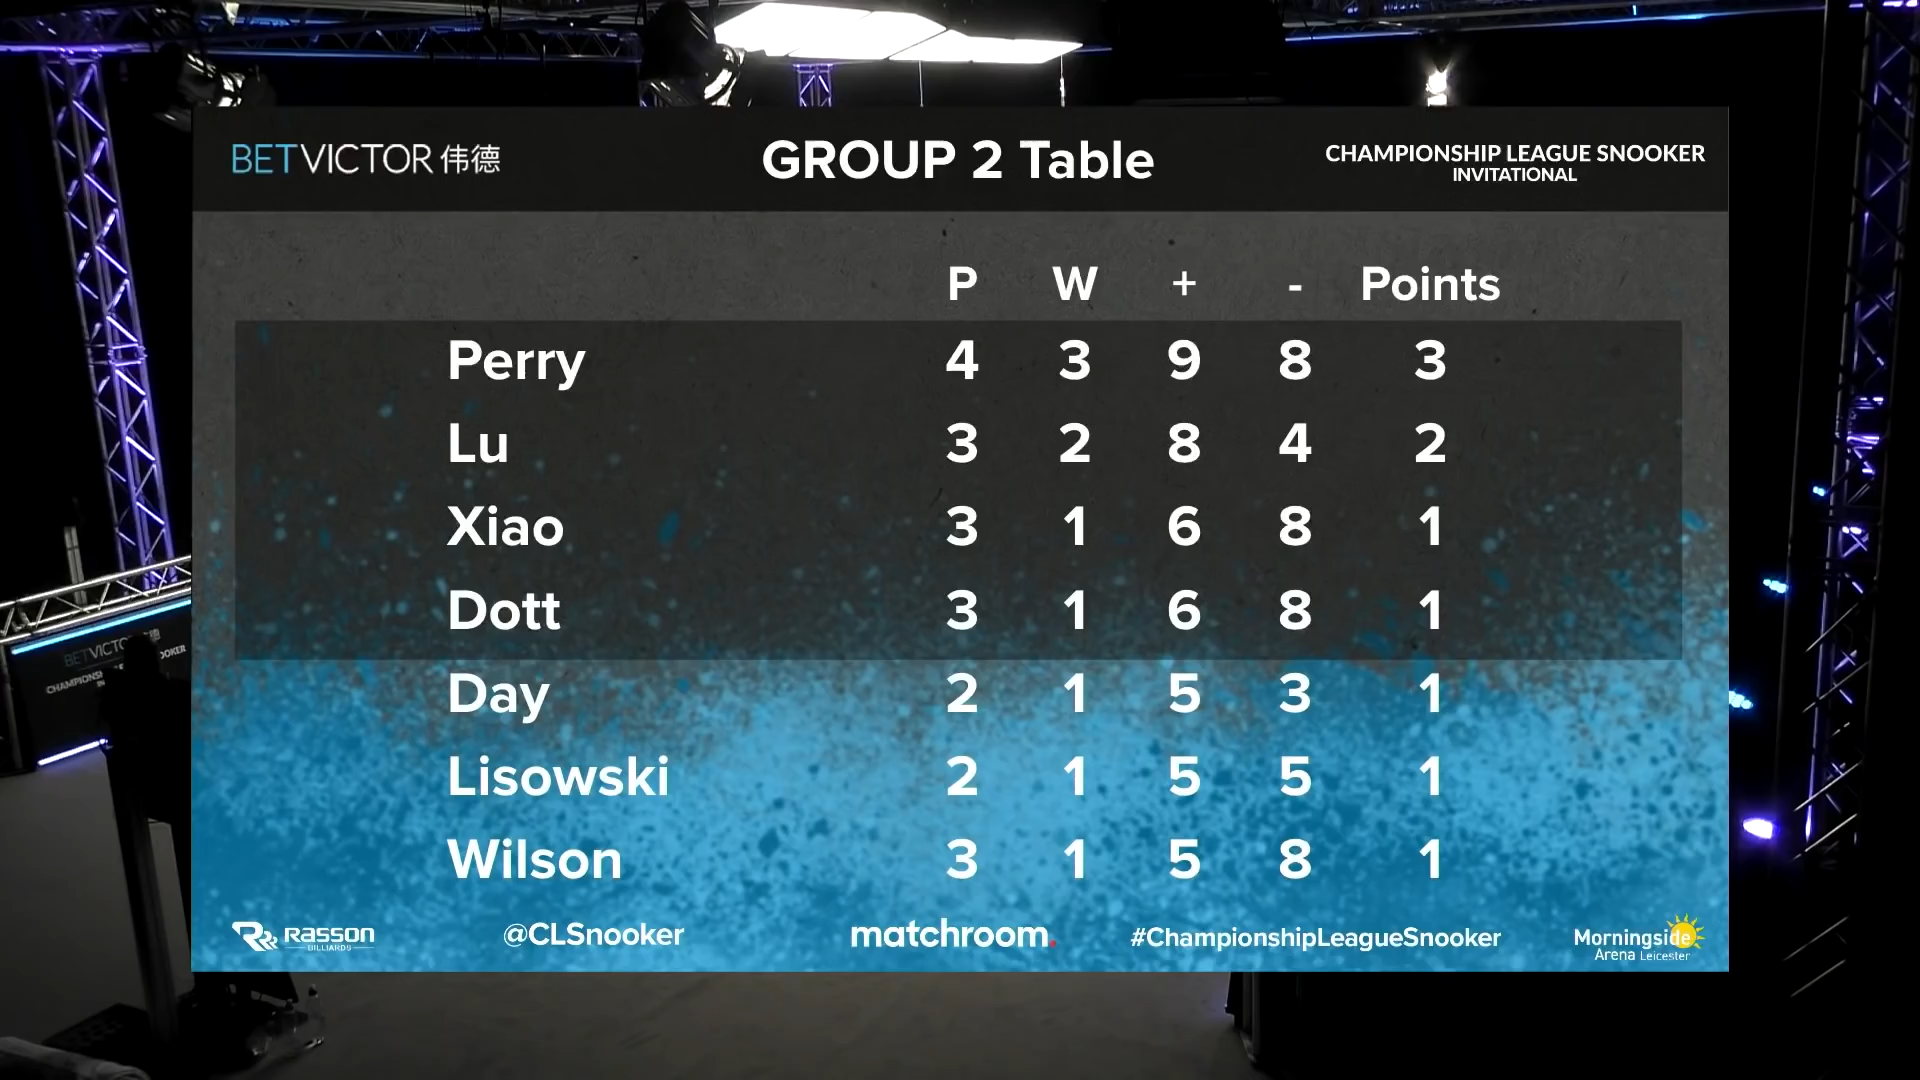 BETVICTOR 伟德
GROUP 2 Table
CHAMPIONSHIP LEAGUE SNOOKER
INVITATIONAL
P W + - Points
Perry 4 3 9 8 3
Lu 3 2 8 4 2
Xiao 3 1 6 8 1
Dott 3 1 6 8 1
Day 2 1 5 3 1
Lisowski 2 1 5 5 1
Wilson 3 1 5 8 1
RASSON
BILLIARDS
@CLSnooker
matchroom.
#ChampionshipLeagueSnooker
Morningside
Arena Leicester
BETVICTO
CHAMPIONS
OOKER